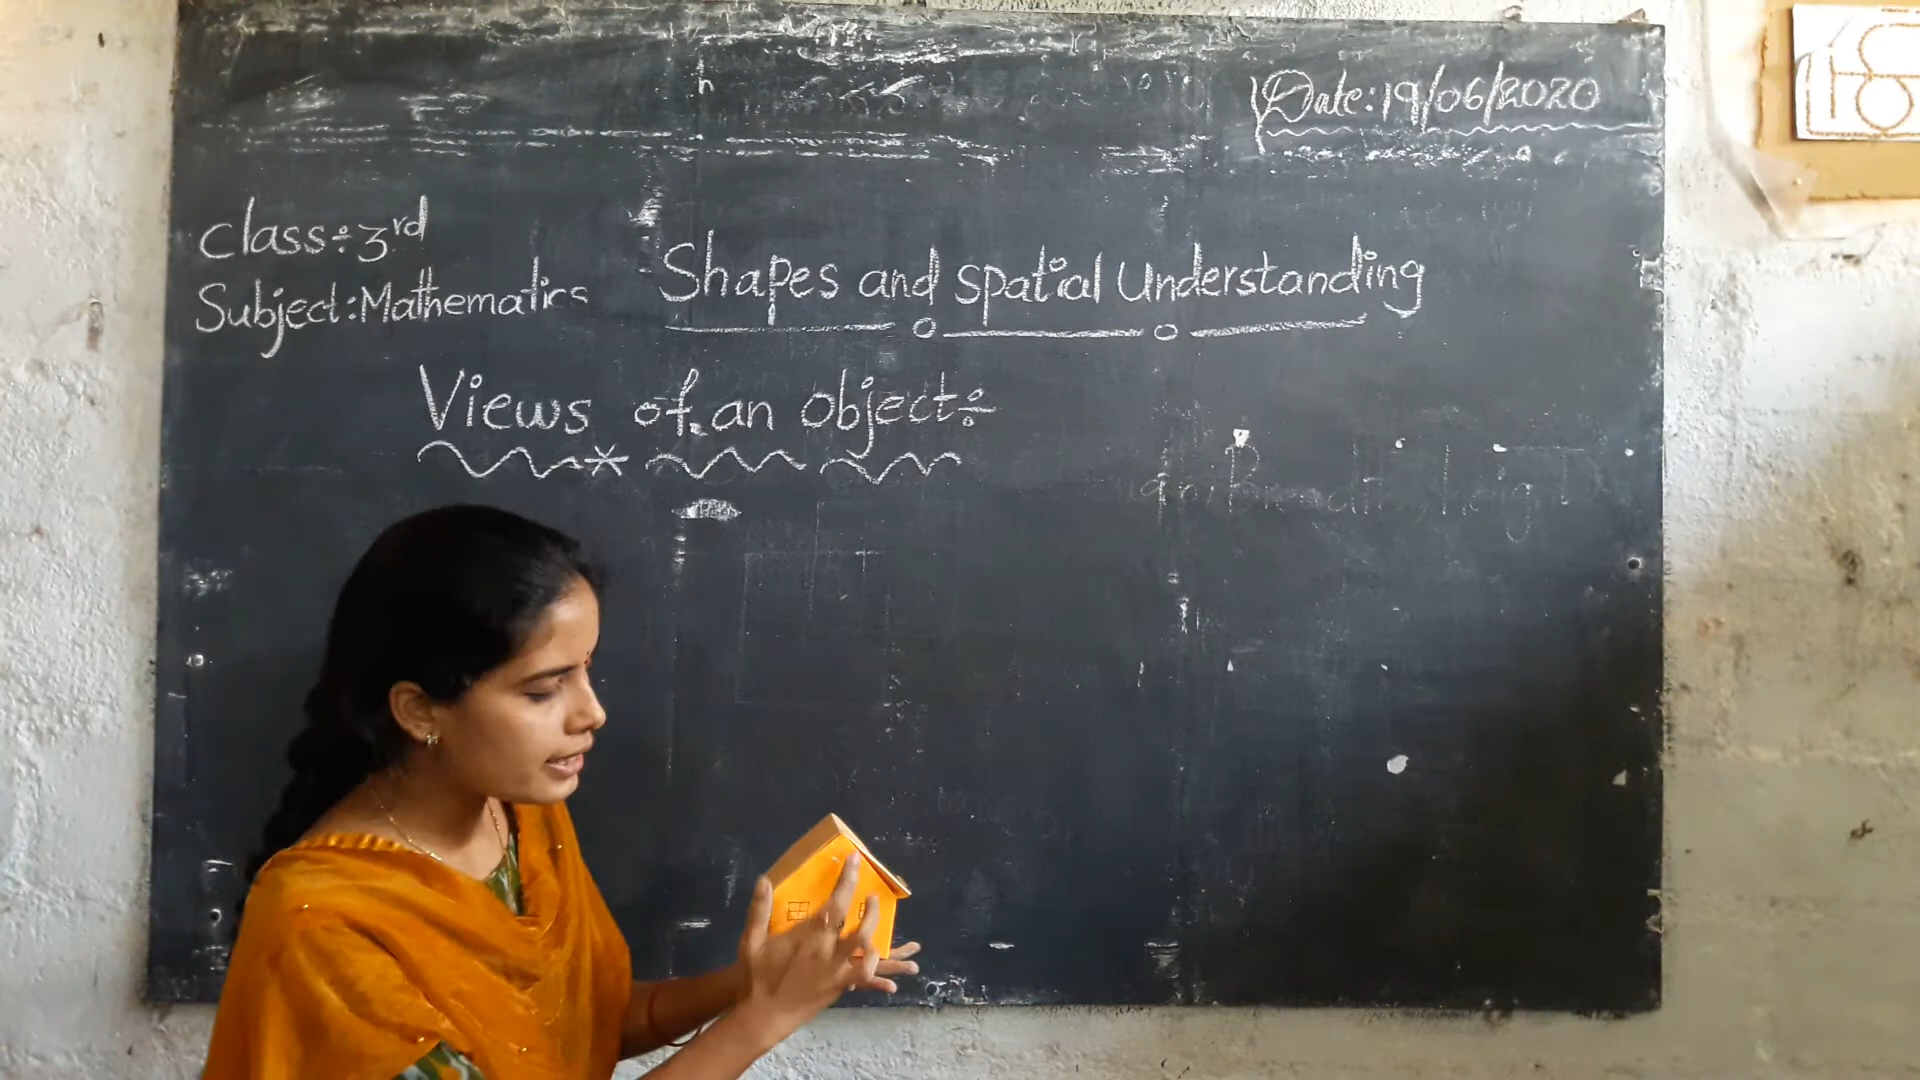 Date:19/06/2020
Class÷3rd
Subject:Mathematics
Shapes and spatial Understanding
Views of an object÷